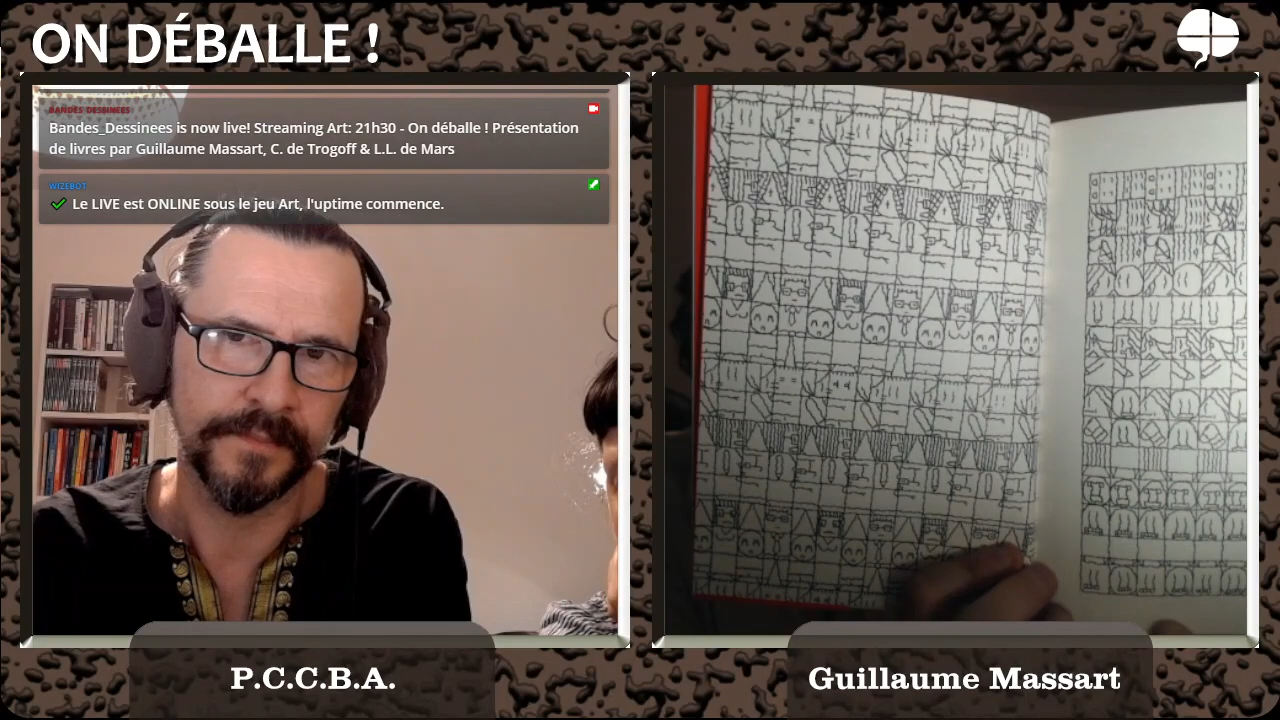 ON DÉBALLE !
BANDES DESSINEES
Bandes_Dessinees is now live! Streaming Art: 21h30 - On déballe ! Présentation
de livres par Guillaume Massart, C. de Trogoff & L.L. de Mars
WIZEBOT
Le LIVE est ONLINE sous le jeu Art, l'uptime commence.
P.C.C.B.A.
Guillaume Massart